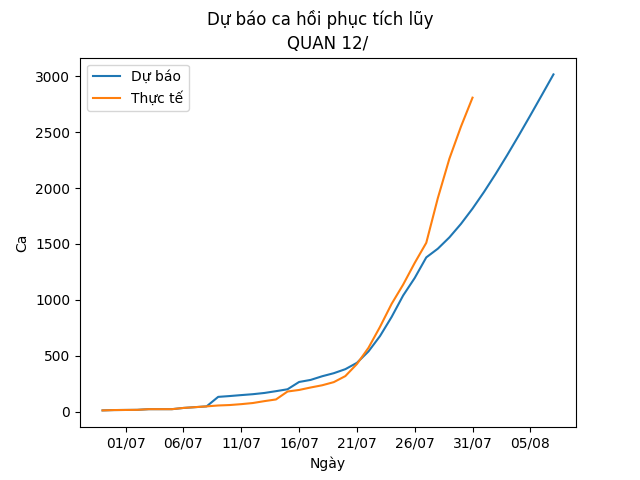 Dự báo ca hồi phục tích lũy
QUAN 12/
Dự báo
Thực tế
3000
2500
2000
1500
1000
500
0
Ca
01/07 06/07 11/07 16/07 21/07 26/07 31/07 05/08
Ngày